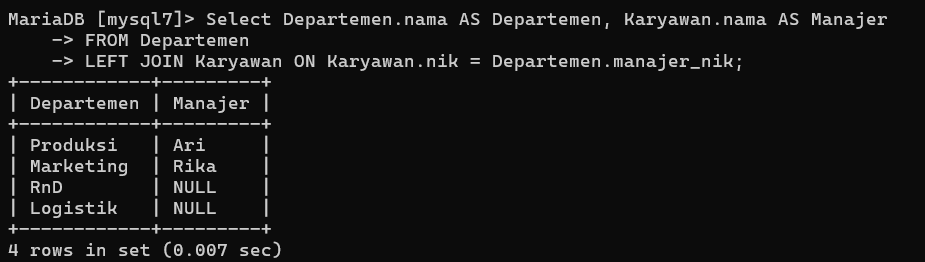 MariaDB [mysql7]> Select Departemen.nama AS Departemen, Karyawan.nama AS Manajer
    -> FROM Departemen
    -> LEFT JOIN Karyawan ON Karyawan.nik = Departemen.manajer_nik;
+------------+---------+
| Departemen | Manajer |
+------------+---------+
| Produksi   | Ari     |
| Marketing  | Rika    |
| RnD        | NULL    |
| Logistik   | NULL    |
+------------+---------+
4 rows in set (0.007 sec)